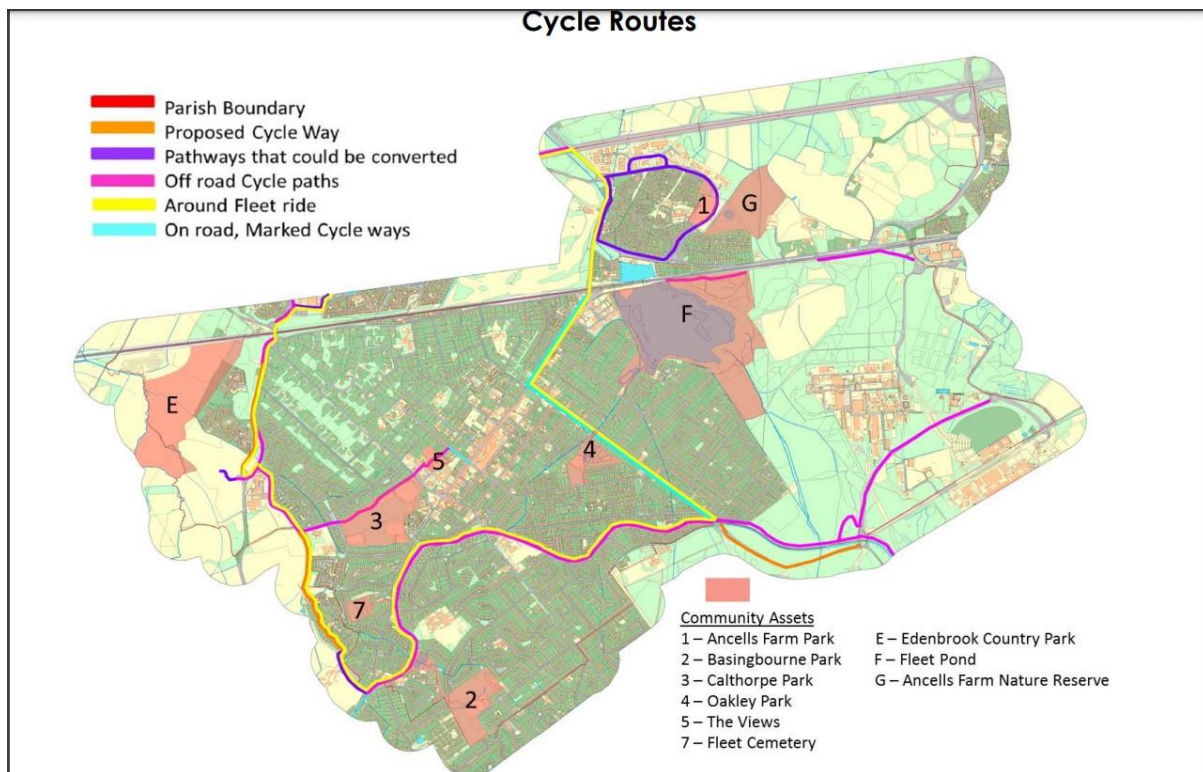 Cycle Routes
Parish Boundary
Proposed Cycle Way
Pathways that could be converted
Off road Cycle paths
Around Fleet ride
On road, Marked Cycle ways
1
G
F
E
5
4
3
7
2
Community Assets
1 – Ancells Farm Park
2 – Basingbourne Park
3 – Calthorpe Park
4 – Oakley Park
5 – The Views
7 – Fleet Cemetery
E – Edenbrook Country Park
F – Fleet Pond
G – Ancells Farm Nature Reserve